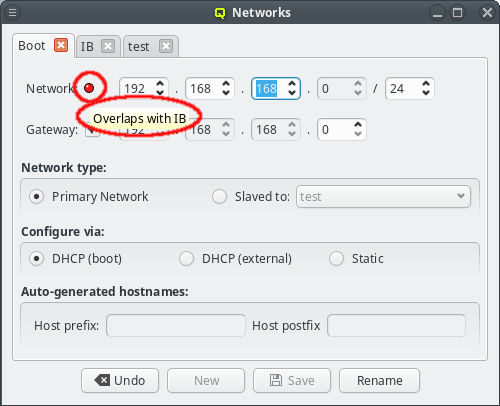 Networks
Boot IB test
Network: 192 . 168 . 168 . 0 / 24
Overlaps with IB
Gateway: 192 . 168 . 168 . 0
Network type:
Primary Network Slaved to: test
Configure via:
DHCP (boot) DHCP (external) Static
Auto-generated hostnames:
Host prefix: Host postfix
Undo New Save Rename